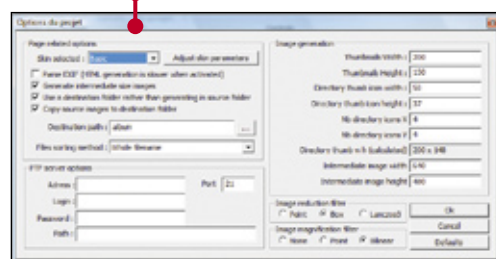 Options du projet
Page related options
Skin selected : Basic
Adjust skin parameters
Parse EXIF (HTML generation is slower when activated)
Generate intermediate size images
Use a destination folder rather than generating in source folder
Copy source images to destination folder
Destination path : album
...
Files sorting method : Whole filename
FTP server options
Adress :
Port 21
Login :
Password :
Path :
Image generation
Thumbnails Width : 200
Thumbnails Height : 150
Directory thumb icon width : 50
Directory thumb icon height : 37
Nb directory icons X 4
Nb directory icons Y 4
Directory thumb w/h (calculated) 200 x 148
Intermediate image width 640
Intermediate image height 480
Image reduction filter
Point Box Lanczos3
Image magnification filter
None Point Bilinear
Ok
Cancel
Defaults